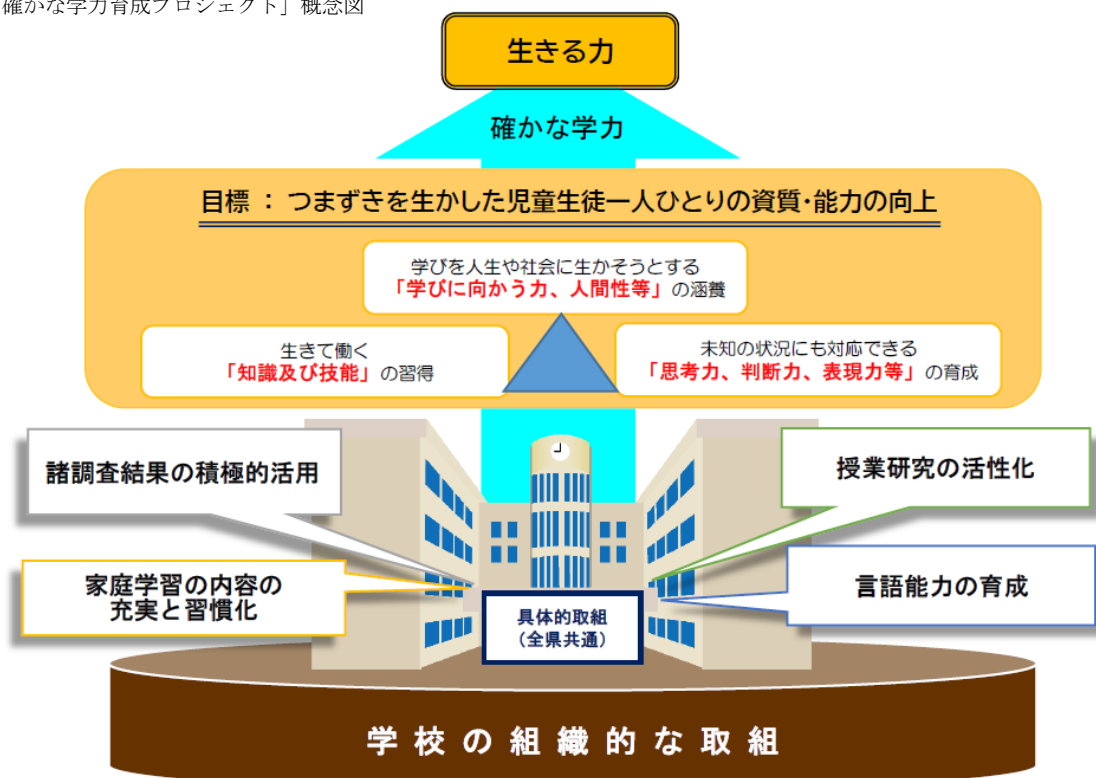 確かな学力育成プロジェクト」概念図
生きる力
確かな学力
目標 : つまずきを生かした児童生徒一人ひとりの資質・能力の向上
学びを人生や社会に生かそうとする
「学びに向かう力、人間性等」の涵養
生きて働く
「知識及び技能」の習得
未知の状況にも対応できる
「思考力、判断力、表現力等」の育成
諸調査結果の積極的活用
授業研究の活性化
家庭学習の内容の
充実と習慣化
言語能力の育成
具体的取組
(全県共通)
学校の組織的な取組